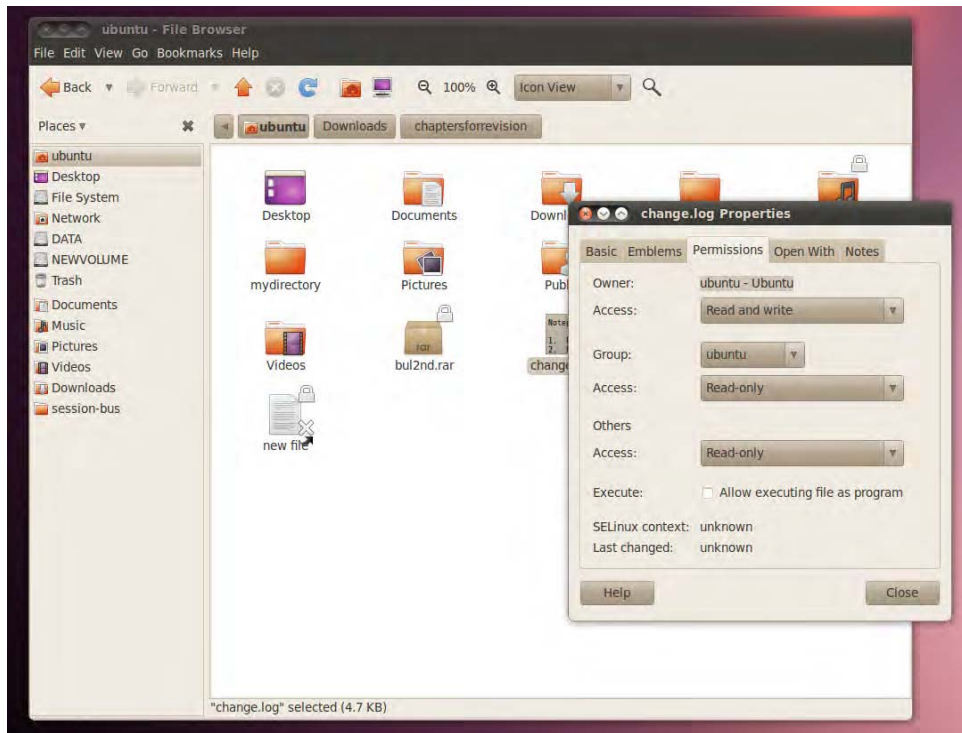 ubuntu - File Browser
File Edit View Go Bookmarks Help
Back Forward 100% Icon View
Places ubuntu Downloads chaptersforrevision
ubuntu
Desktop
File System
Network
DATA
NEWVOLUME
Trash
Documents
Music
Pictures
Videos
Downloads
session-bus
Desktop Documents Downl
mydirectory Pictures Publ
Videos bul2nd.rar change
rar
new file
"change.log" selected (4.7 KB)
change.log Properties
Basic Emblems Permissions Open With Notes
Owner: ubuntu - Ubuntu
Access: Read and write
Group: ubuntu
Access: Read-only
Others
Access: Read-only
Execute: Allow executing file as program
SELinux context: unknown
Last changed: unknown
Help Close